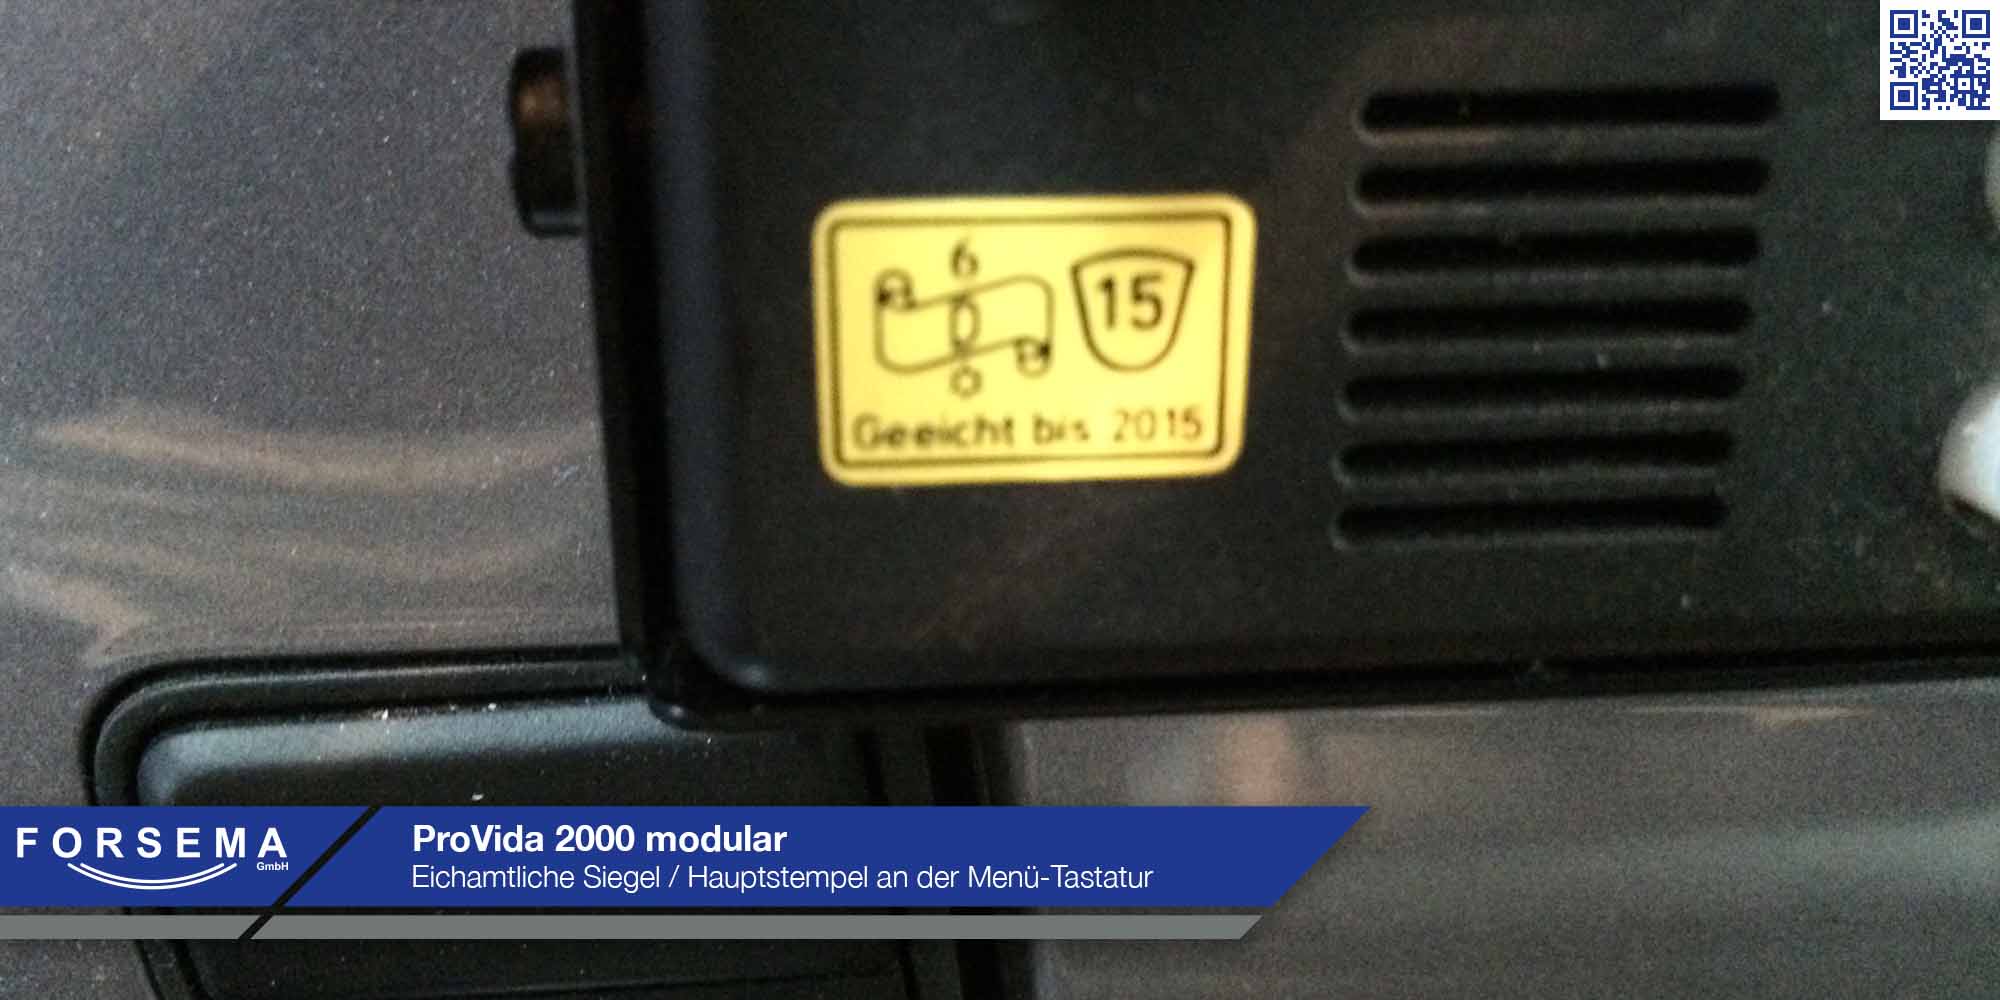 6
15
Geeicht bis 2015
FORSEMA
GmbH
ProVida 2000 modular
Eichamtliche Siegel / Hauptstempel an der Menü-Tastatur